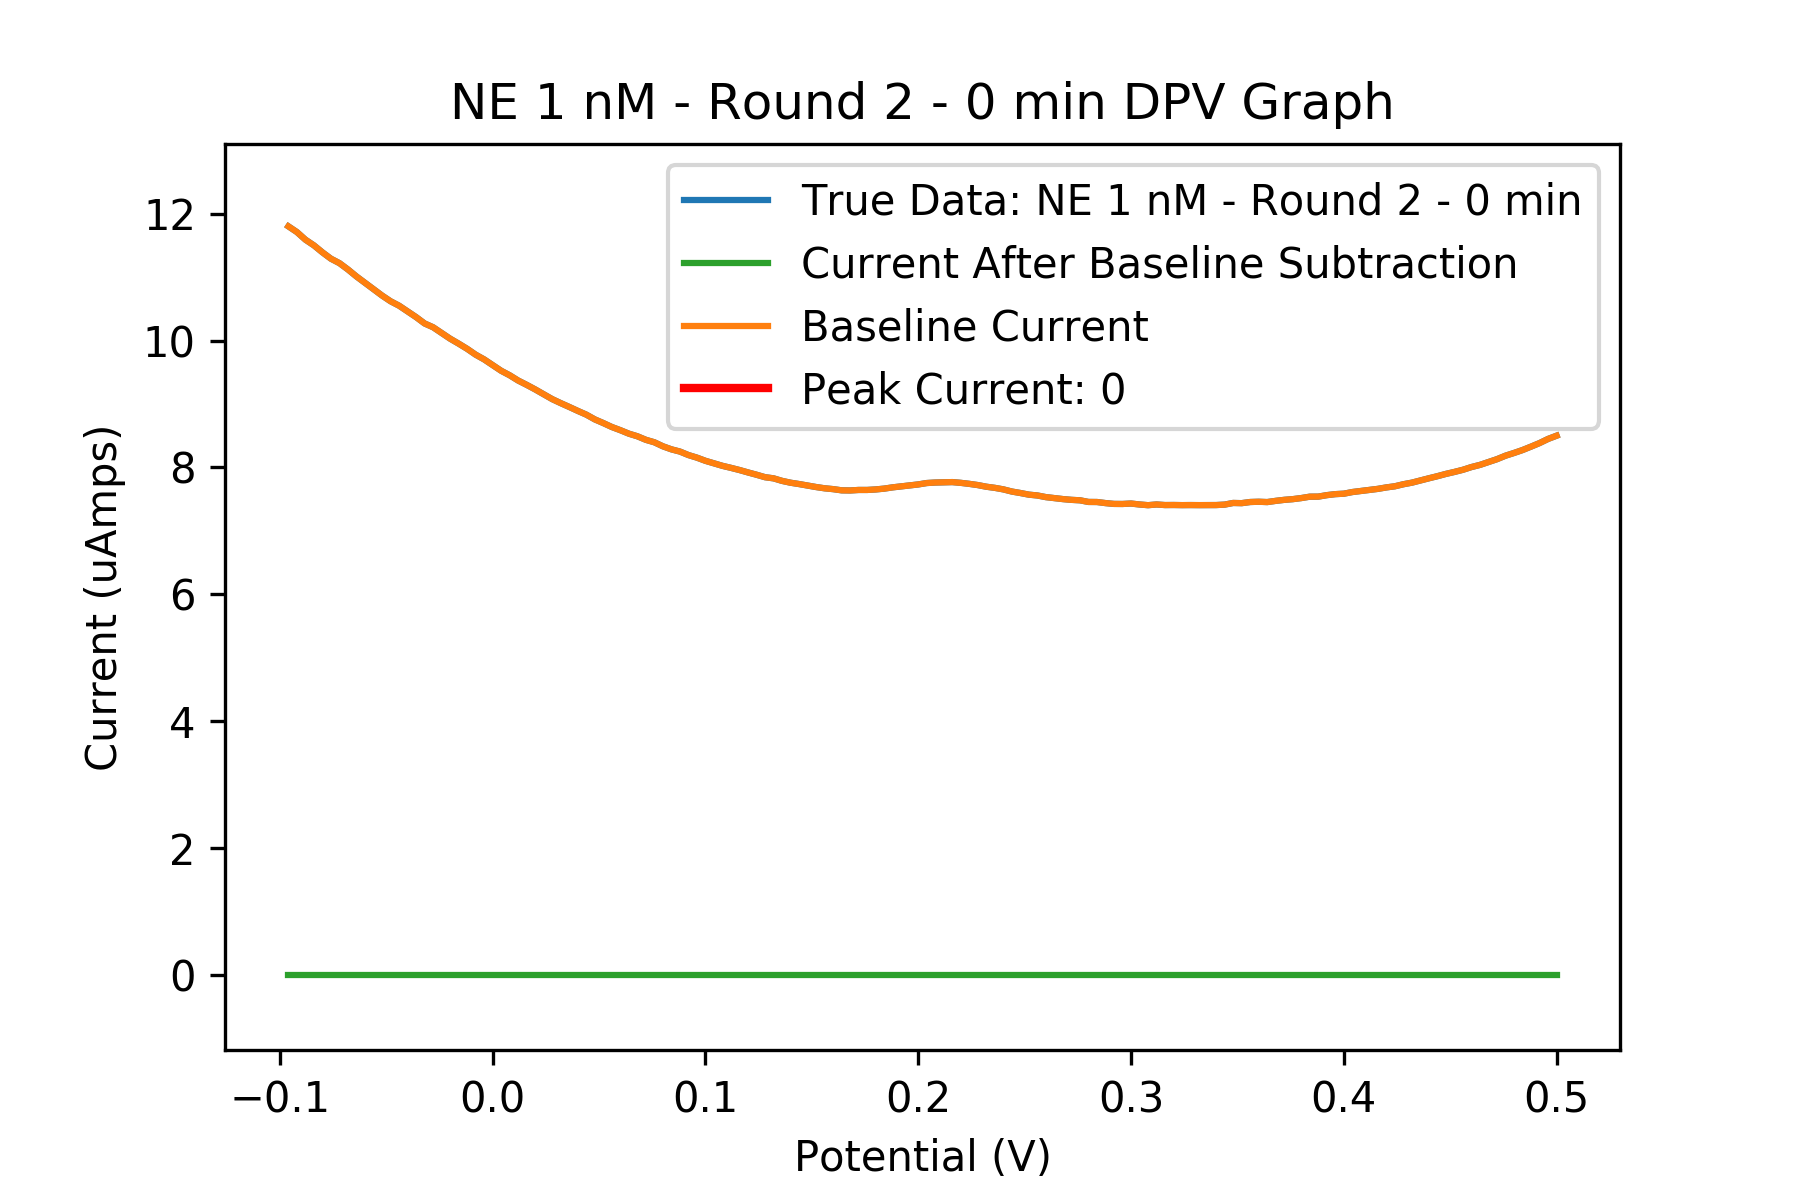 NE 1 nM - Round 2 - 0 min DPV Graph
True Data: NE 1 nM - Round 2 - 0 min
Current After Baseline Subtraction
Baseline Current
Peak Current: 0
Current (uAmps)
12
10
8
6
4
2
0
−0.1 0.0 0.1 0.2 0.3 0.4 0.5
Potential (V)